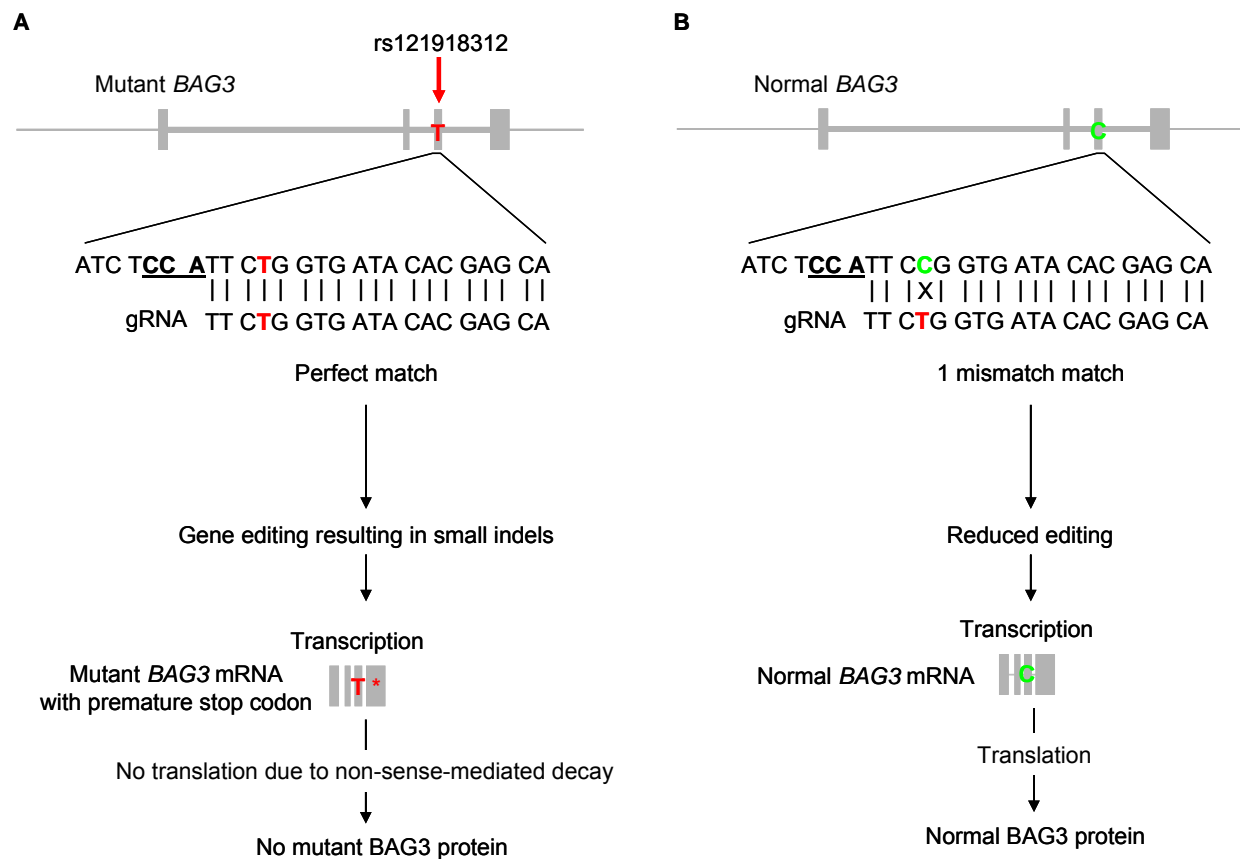 A
rs121918312
Mutant BAG3
T
ATC TCC ATT CTG GTG ATA CAC GAG CA
gRNA TT CTG GTG ATA CAC GAG CA
Perfect match
Gene editing resulting in small indels
Transcription
Mutant BAG3 mRNA
with premature stop codon
T *
No translation due to non-sense-mediated decay
No mutant BAG3 protein
B
Normal BAG3
C
ATC TCC ATT CCG GTG ATA CAC GAG CA
X
gRNA TT CTG GTG ATA CAC GAG CA
1 mismatch match
Reduced editing
Transcription
Normal BAG3 mRNA
C
Translation
Normal BAG3 protein